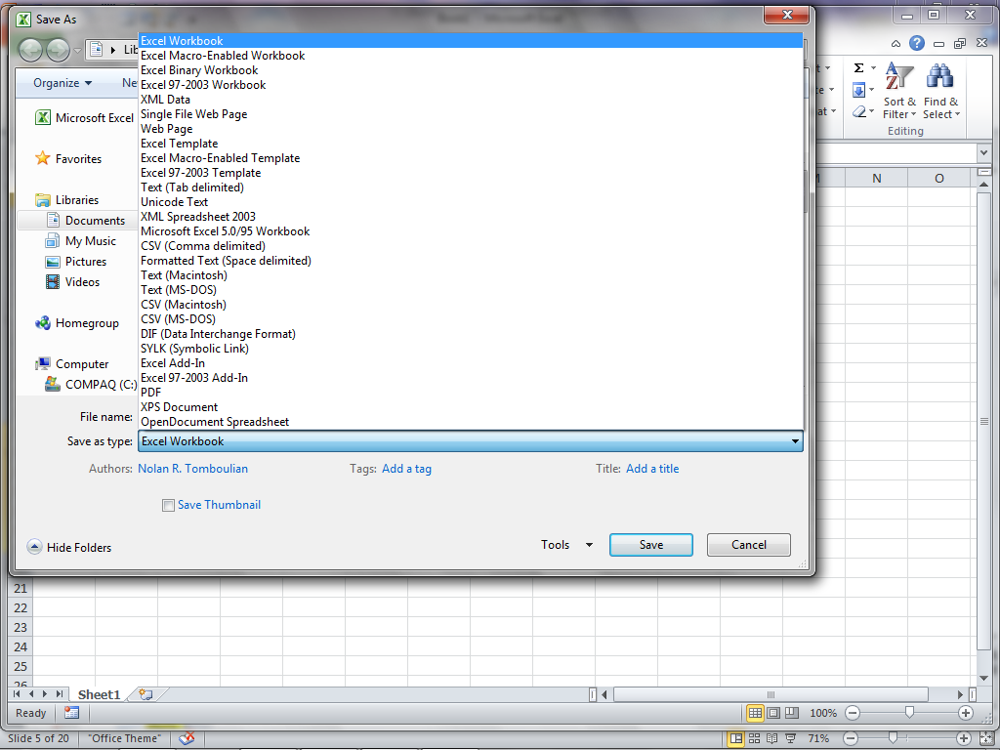 Save As
Lib
Organize
Ne
Excel Workbook
Excel Macro-Enabled Workbook
Excel Binary Workbook
Excel 97-2003 Workbook
XML Data
Single File Web Page
Web Page
Excel Template
Excel Macro-Enabled Template
Excel 97-2003 Template
Text (Tab delimited)
Unicode Text
XML Spreadsheet 2003
Microsoft Excel 5.0/95 Workbook
CSV (Comma delimited)
Formatted Text (Space delimited)
Text (Macintosh)
Text (MS-DOS)
CSV (Macintosh)
CSV (MS-DOS)
DIF (Data Interchange Format)
SYLK (Symbolic Link)
Excel Add-In
Excel 97-2003 Add-In
PDF
XPS Document
OpenDocument Spreadsheet
Microsoft Excel
Favorites
Libraries
Documents
My Music
Pictures
Videos
Homegroup
Computer
COMPAQ (C:)
File name:
Save as type: Excel Workbook
Authors: Nolan R. Tomboulian Tags: Add a tag Title: Add a title
Save Thumbnail
Hide Folders Tools Save Cancel
Σ
Sort & Filter
Find & Select
Editing
N O
21
22
23
24
25
26
Sheet1
Ready 100%
Slide 5 of 20 "Office Theme" 71%